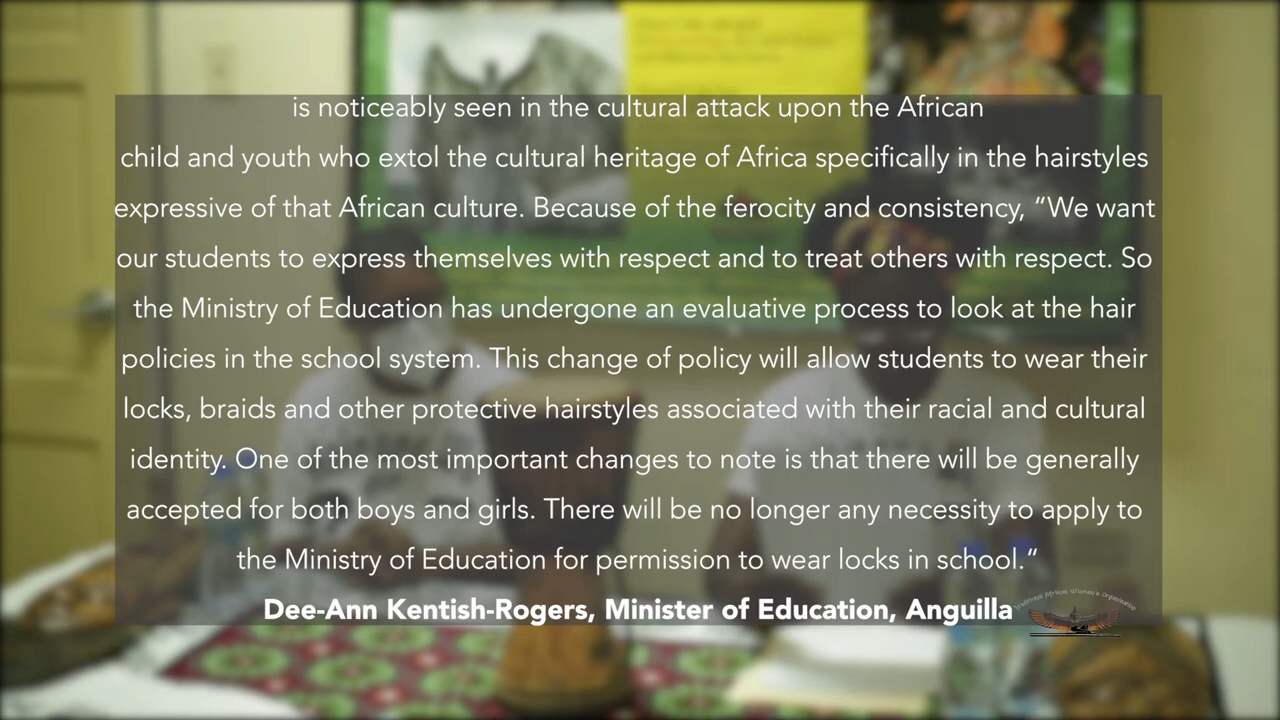 is noticeably seen in the cultural attack upon the African
child and youth who extol the cultural heritage of Africa specifically in the hairstyles
expressive of that African culture. Because of the ferocity and consistency, “We want
our students to express themselves with respect and to treat others with respect. So
the Ministry of Education has undergone an evaluative process to look at the hair
policies in the school system. This change of policy will allow students to wear their
locks, braids and other protective hairstyles associated with their racial and cultural
identity. One of the most important changes to note is that there will be generally
accepted for both boys and girls. There will be no longer any necessity to apply to
the Ministry of Education for permission to wear locks in school.“
Dee-Ann Kentish-Rogers, Minister of Education, Anguilla